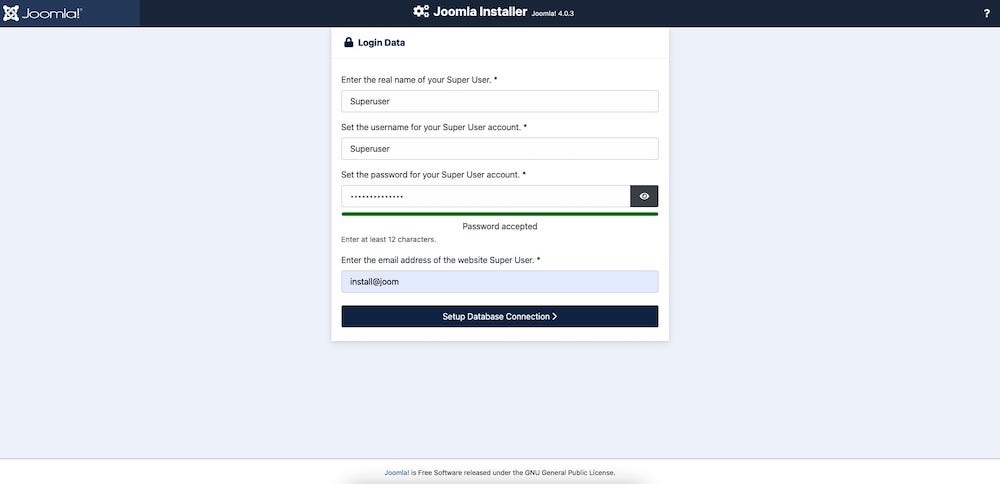 Joomla!®
Joomla Installer Joomla! 4.0.3
?
Login Data
Enter the real name of your Super User. *
Superuser
Set the username for your Super User account. *
Superuser
Set the password for your Super User account. *
••••••••••••••
Password accepted
Enter at least 12 characters.
Enter the email address of the website Super User. *
install@joom
Setup Database Connection
Joomla! is Free Software released under the GNU General Public License.